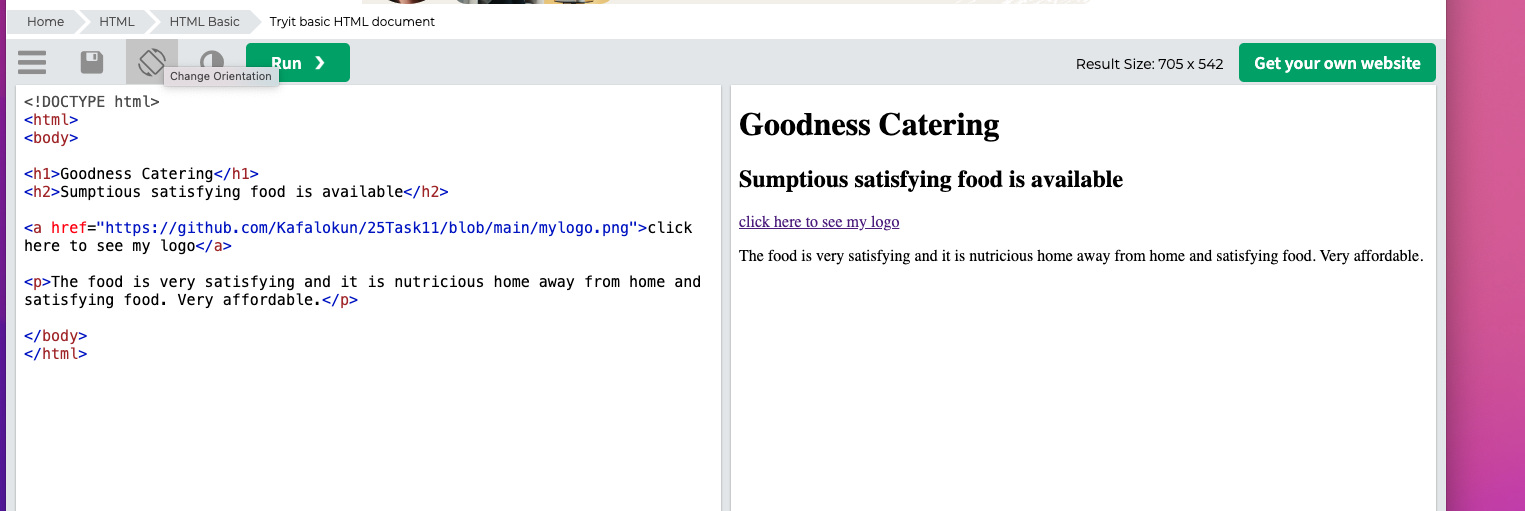 Home HTML HTML Basic Tryit basic HTML document
Run ❯ Result Size: 705 x 542 Get your own website
Change Orientation
<!DOCTYPE html>
<html>
<body>
<h1>Goodness Catering</h1>
<h2>Sumptious satisfying food is available</h2>
<a href="https://github.com/Kafalokun/25Task11/blob/main/mylogo.png">click
here to see my logo</a>
<p>The food is very satisfying and it is nutricious home away from home and
satisfying food. Very affordable.</p>
</body>
</html>
Goodness Catering
Sumptious satisfying food is available
click here to see my logo
The food is very satisfying and it is nutricious home away from home and satisfying food. Very affordable.